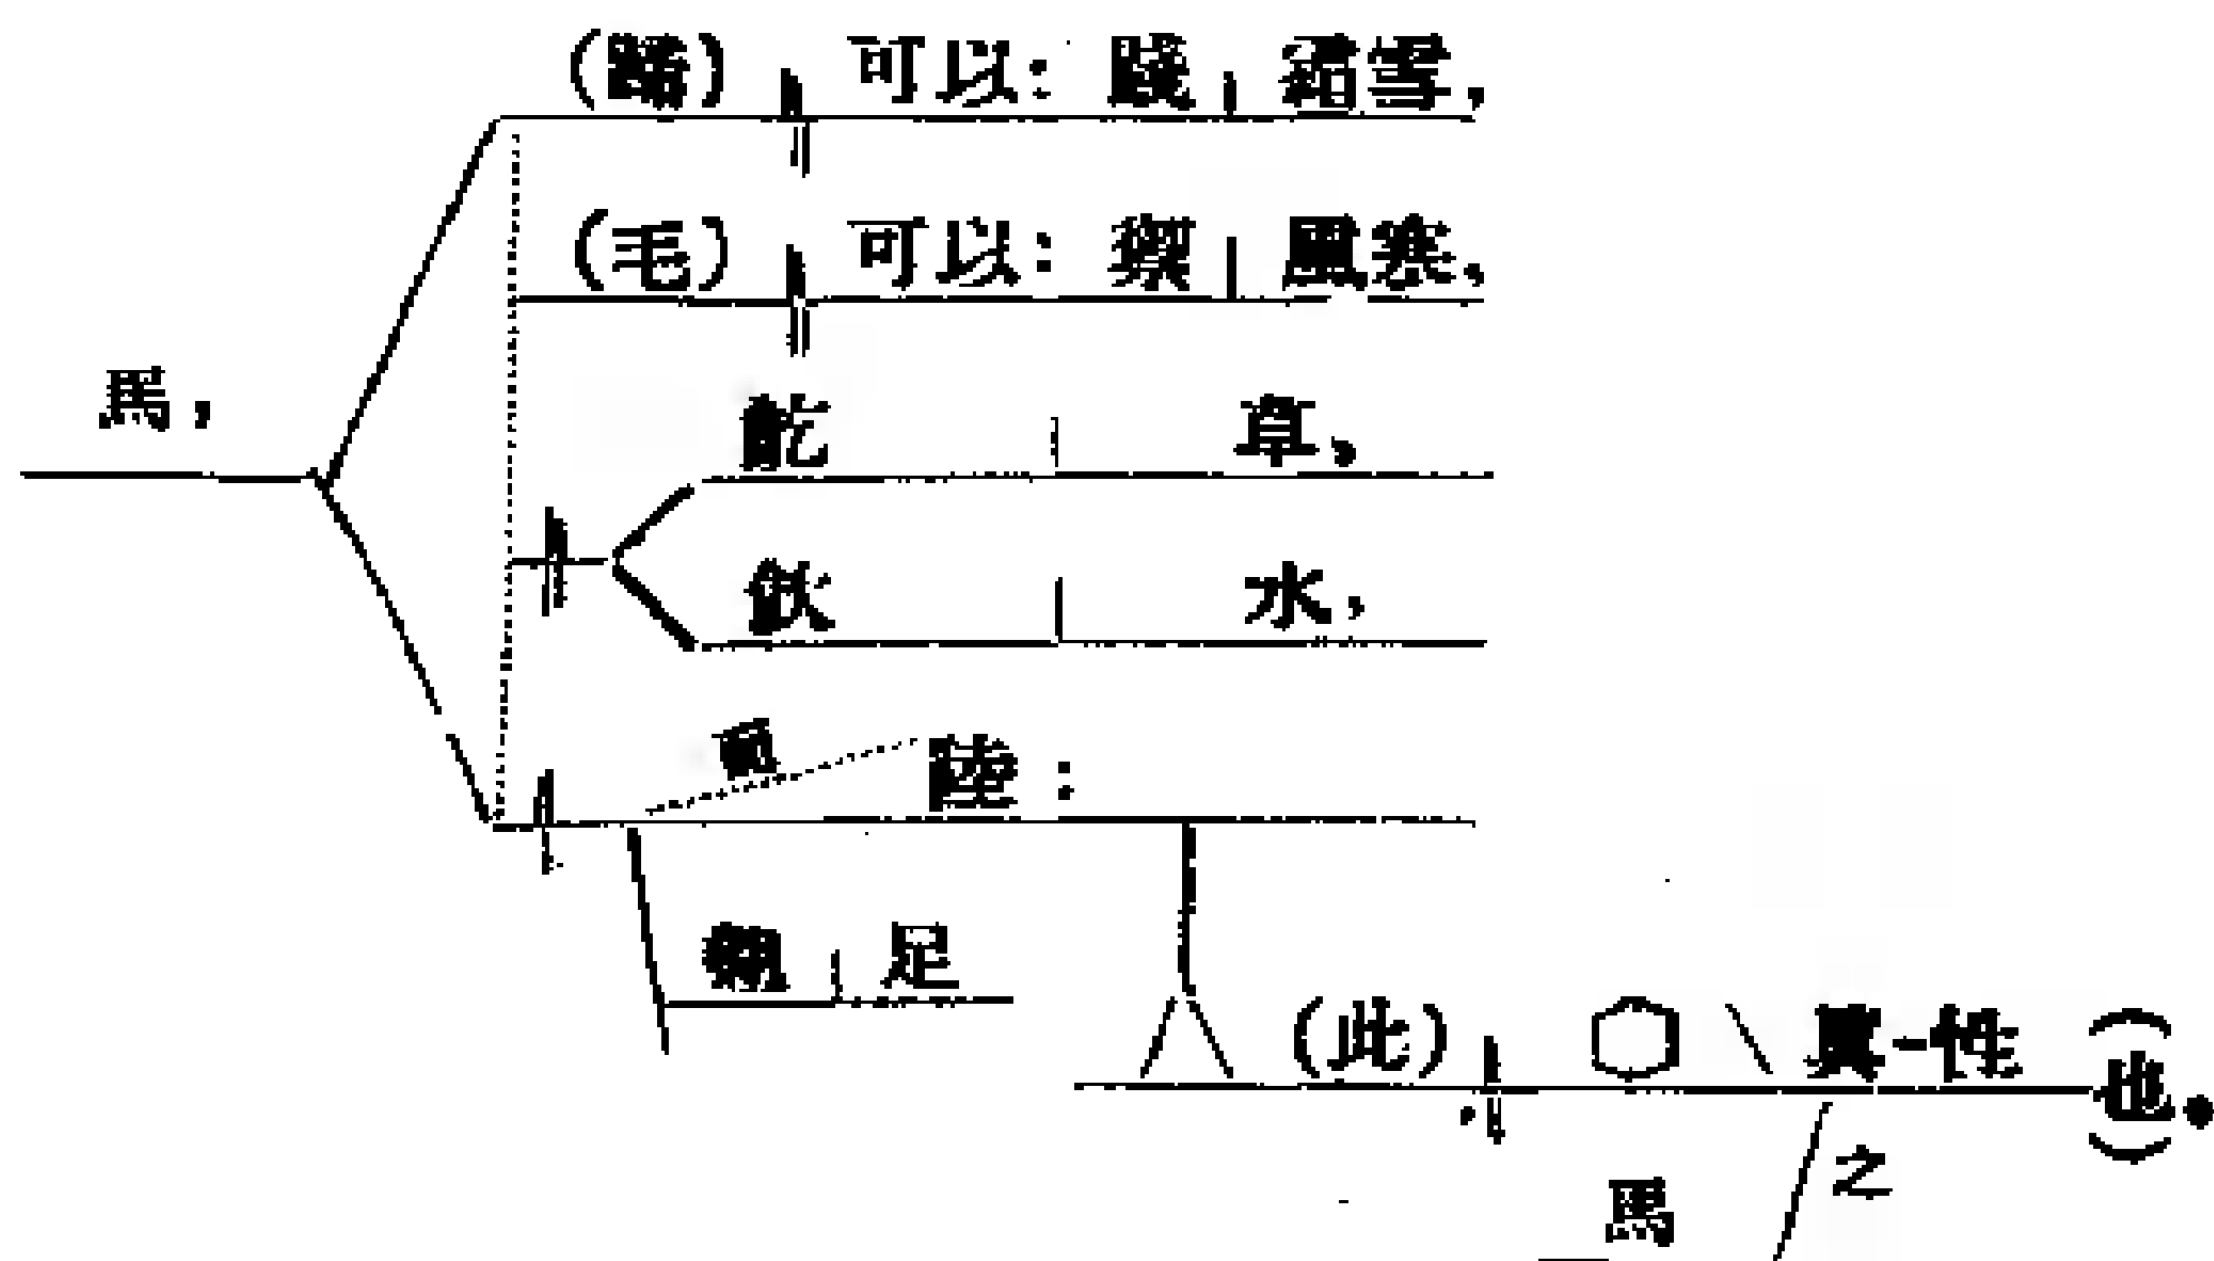 (蹄) 可以: 踐 霜雪,
(毛) 可以: 禦 風寒,
馬,
齕 草,
飲 水,
而 陸:
翹 足
(此) 眞-性 (也)。
之
馬